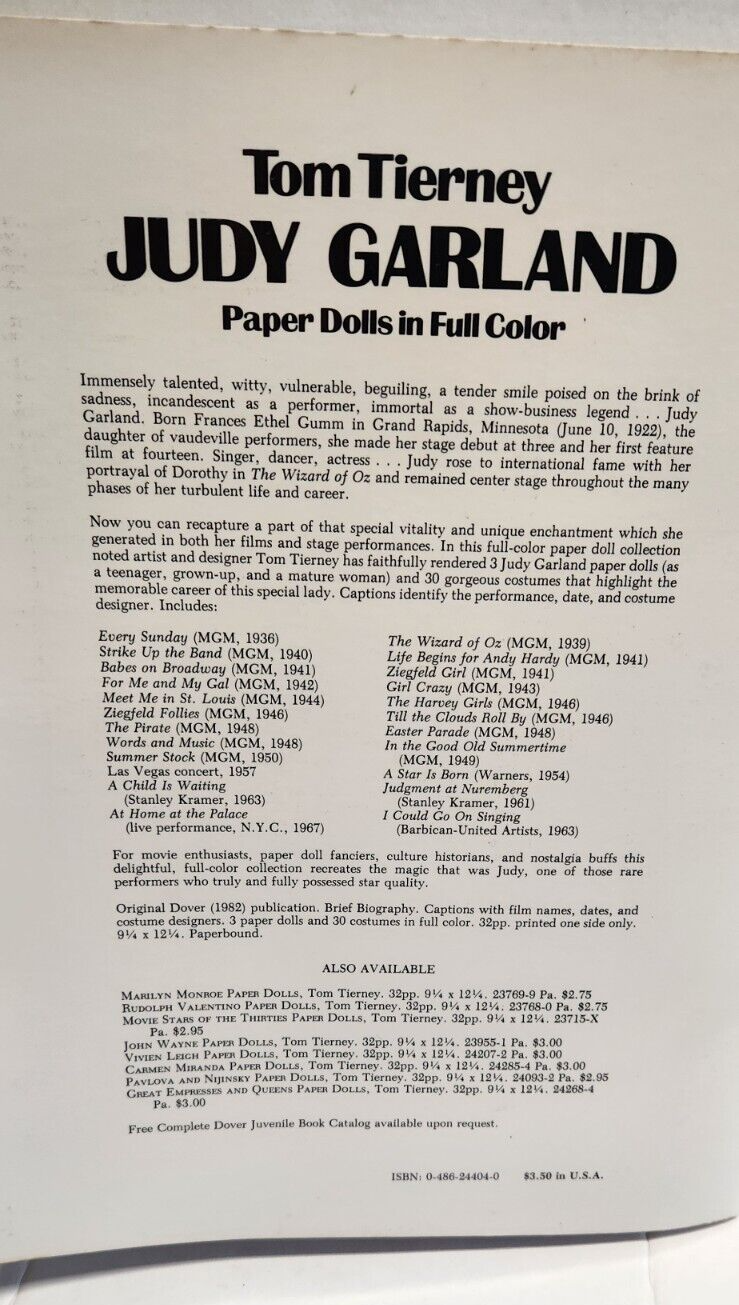 Tom Tierney
JUDY GARLAND
Paper Dolls in Full Color
Immensely talented, witty, vulnerable, beguiling, a tender smile poised on the brink of
sadness, incandescent as a performer, immortal as a show-business legend . . . Judy
Garland. Born Frances Ethel Gumm in Grand Rapids, Minnesota (June 10, 1922), the
daughter of vaudeville performers, she made her stage debut at three and her first feature
film at fourteen. Singer, dancer, actress . . . Judy rose to international fame with her
portrayal of Dorothy in The Wizard of Oz and remained center stage throughout the many
phases of her turbulent life and career.
Now you can recapture a part of that special vitality and unique enchantment which she
generated in both her films and stage performances. In this full-color paper doll collection
noted artist and designer Tom Tierney has faithfully rendered 3 Judy Garland paper dolls (as
a teenager, grown-up, and a mature woman) and 30 gorgeous costumes that highlight the
memorable career of this special lady. Captions identify the performance, date, and costume
designer. Includes:
Every Sunday (MGM, 1936)
Strike Up the Band (MGM, 1940)
Babes on Broadway (MGM, 1941)
For Me and My Gal (MGM, 1942)
Meet Me in St. Louis (MGM, 1944)
Ziegfeld Follies (MGM, 1946)
The Pirate (MGM, 1948)
Words and Music (MGM, 1948)
Summer Stock (MGM, 1950)
Las Vegas concert, 1957
A Child Is Waiting
(Stanley Kramer, 1963)
At Home at the Palace
(live performance, N.Y.C., 1967)
The Wizard of Oz (MGM, 1939)
Life Begins for Andy Hardy (MGM, 1941)
Ziegfeld Girl (MGM, 1941)
Girl Crazy (MGM, 1943)
The Harvey Girls (MGM, 1946)
Till the Clouds Roll By (MGM, 1946)
Easter Parade (MGM, 1948)
In the Good Old Summertime
(MGM, 1949)
A Star Is Born (Warners, 1954)
Judgment at Nuremberg
(Stanley Kramer, 1961)
I Could Go On Singing
(Barbican-United Artists, 1963)
For movie enthusiasts, paper doll fanciers, culture historians, and nostalgia buffs this
delightful, full-color collection recreates the magic that was Judy, one of those rare
performers who truly and fully possessed star quality.
Original Dover (1982) publication. Brief Biography. Captions with film names, dates, and
costume designers. 3 paper dolls and 30 costumes in full color. 32pp. printed one side only.
9¼ x 12¼. Paperbound.
ALSO AVAILABLE
MARILYN MONROE PAPER DOLLS, Tom Tierney. 32pp. 9¼ x 12¼. 23769-9 Pa. $2.75
RUDOLPH VALENTINO PAPER DOLLS, Tom Tierney. 32pp. 9¼ x 12¼. 23768-0 Pa. $2.75
MOVIE STARS OF THE THIRTIES PAPER DOLLS, Tom Tierney. 32pp. 9¼ x 12¼. 23715-X
Pa. $2.95
JOHN WAYNE PAPER DOLLS, Tom Tierney. 32pp. 9¼ x 12¼. 23955-1 Pa. $3.00
VIVIEN LEIGH PAPER DOLLS, Tom Tierney. 32pp. 9¼ x 12¼. 24207-2 Pa. $3.00
CARMEN MIRANDA PAPER DOLLS, Tom Tierney. 32pp. 9¼ x 12¼. 24285-4 Pa. $3.00
PAVLOVA AND NIJINSKY PAPER DOLLS, Tom Tierney. 32pp. 9¼ x 12¼. 24093-2 Pa. $2.95
GREAT EMPRESSES AND QUEENS PAPER DOLLS, Tom Tierney. 32pp. 9¼ x 12¼. 24268-4
Pa. $3.00
Free Complete Dover Juvenile Book Catalog available upon request.
ISBN: 0-486-24404-0 $3.50 in U.S.A.